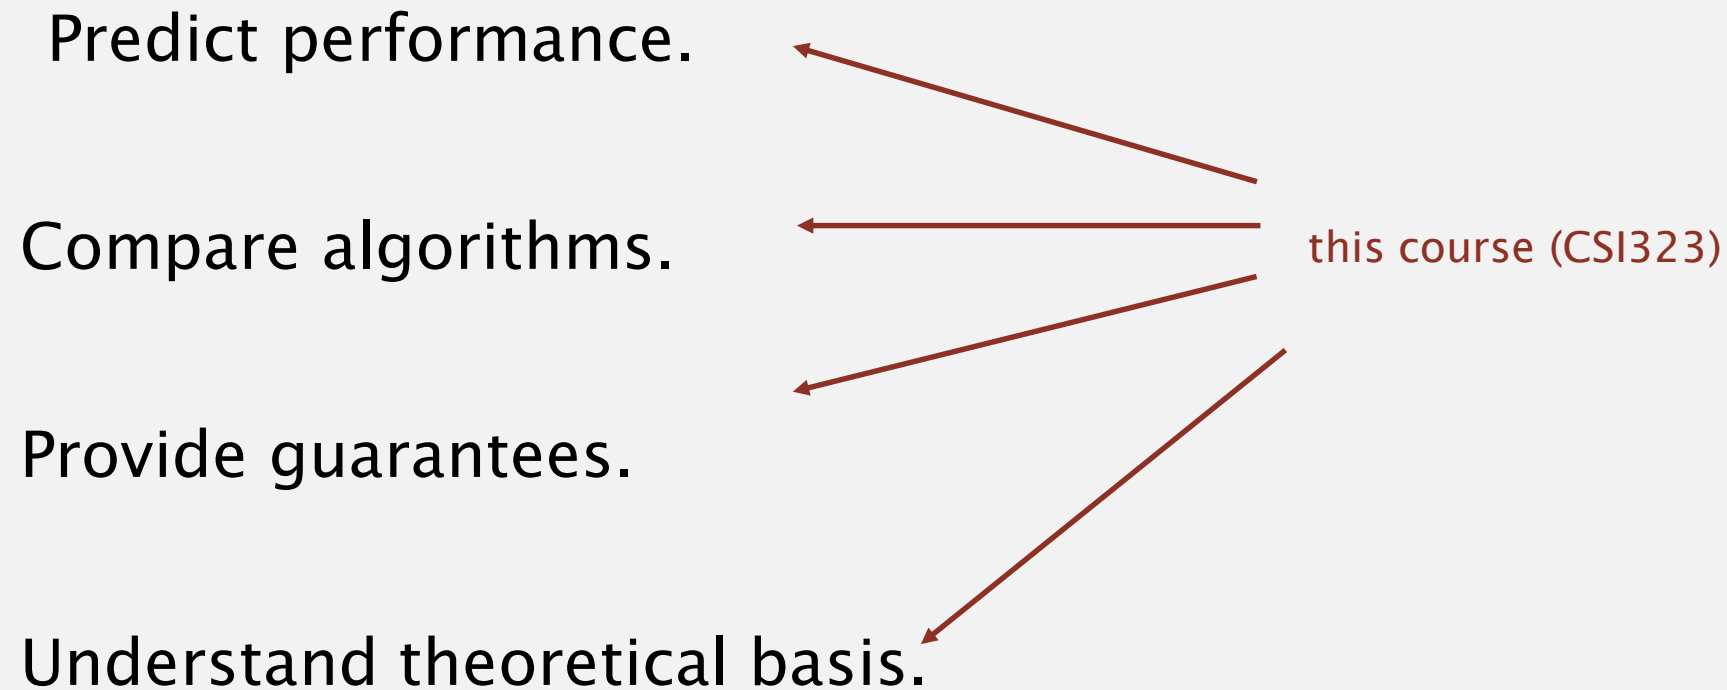 Predict performance.
Compare algorithms.
this course (CSI323)
Provide guarantees.
Understand theoretical basis.